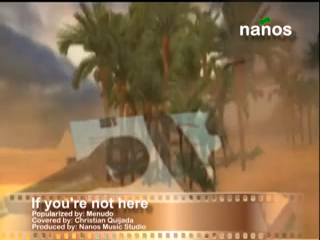 nanos
If you're not here
Popularized by: Menudo
Covered by: Christian Quijada
Produced by: Nanos Music Studio